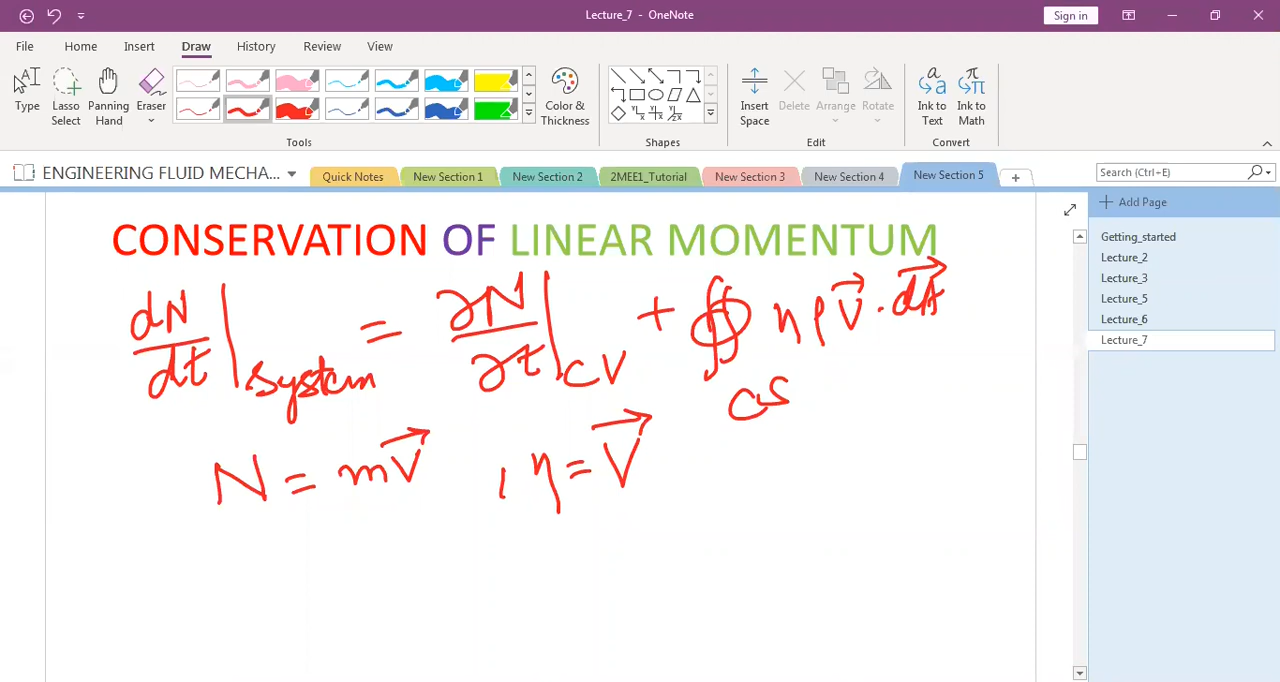 Lecture_7 - OneNote
Sign in
File Home Insert Draw History Review View
Type
Lasso Select
Panning Hand
Eraser
Color & Thickness
Insert Space
Delete
Arrange
Rotate
Ink to Text
Ink to Math
Tools Shapes Edit Convert
ENGINEERING FLUID MECHA...
Quick Notes New Section 1 New Section 2 2MEE1_Tutorial New Section 3 New Section 4 New Section 5
Search (Ctrl+E)
Add Page
Getting_started
Lecture_2
Lecture_3
Lecture_5
Lecture_6
Lecture_7
CONSERVATION OF LINEAR MOMENTUM
dN/dt|system = ∂N/∂t|CV + ∯CS η ρ V⃗ · dA⃗
N = mV⃗ , η = V⃗